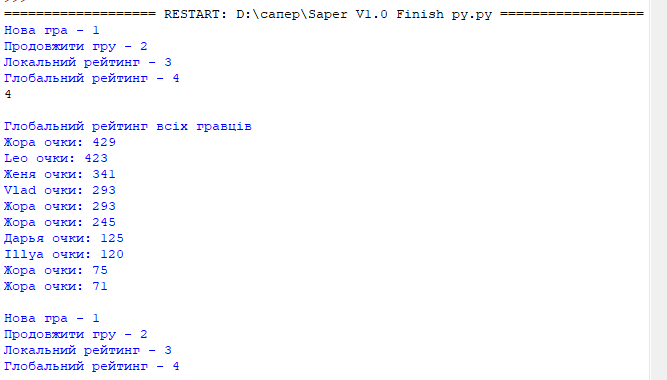 =================== RESTART: D:\сапер\Saper V1.0 Finish py.py ==================
Нова гра - 1
Продовжити гру - 2
Локальний рейтинг - 3
Глобальний рейтинг - 4
4
Глобальний рейтинг всіх гравців
Жора очки: 429
Leo очки: 423
Женя очки: 341
Vlad очки: 293
Жора очки: 293
Жора очки: 245
Дарья очки: 125
Illya очки: 120
Жора очки: 75
Жора очки: 71
Нова гра - 1
Продовжити гру - 2
Локальний рейтинг - 3
Глобальний рейтинг - 4